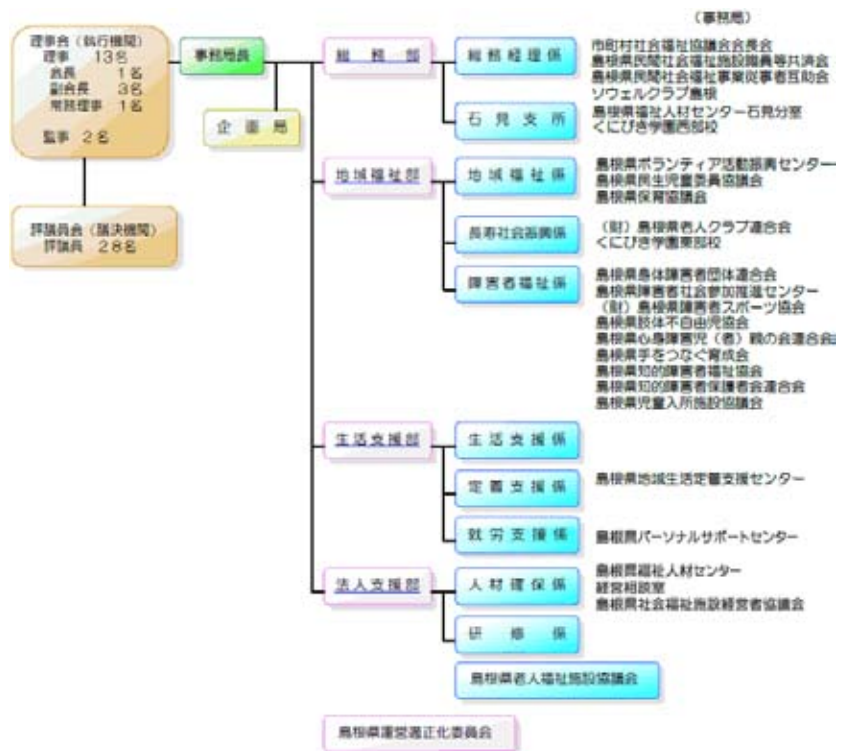 (事務局)
理事会(執行機関)
理事 13名
会長 1名
副会長 3名
常務理事 1名
監事 2名
評議員会(議決機関)
評議員 28名
事務局長
企画局
総務部
総務経理係
市町村社会福祉協議会会長会
島根県民間社会福祉施設職員等共済会
島根県民間社会福祉事業従事者互助会
ソウェルクラブ島根
石見支所
島根県福祉人材センター石見分室
くにびき学園西部校
地域福祉部
地域福祉係
島根県ボランティア活動振興センター
島根県民生児童委員協議会
島根県保育協議会
長寿社会振興係
(財)島根県老人クラブ連合会
くにびき学園東部校
障害者福祉係
島根県身体障害者団体連合会
島根県障害者社会参加推進センター
(財)島根県障害者スポーツ協会
島根県肢体不自由児協会
島根県心身障害児(者)親の会連合会
島根県手をつなぐ育成会
島根県知的障害者福祉協会
島根県知的障害者保護者会連合会
島根県児童入所施設協議会
生活支援部
生活支援係
定着支援係
島根県地域生活定着支援センター
就労支援係
島根県パーソナルサポートセンター
法人支援部
人材確保係
島根県福祉人材センター
経営相談室
島根県社会福祉施設経営者協議会
研修係
島根県老人福祉施設協議会
島根県運営適正化委員会